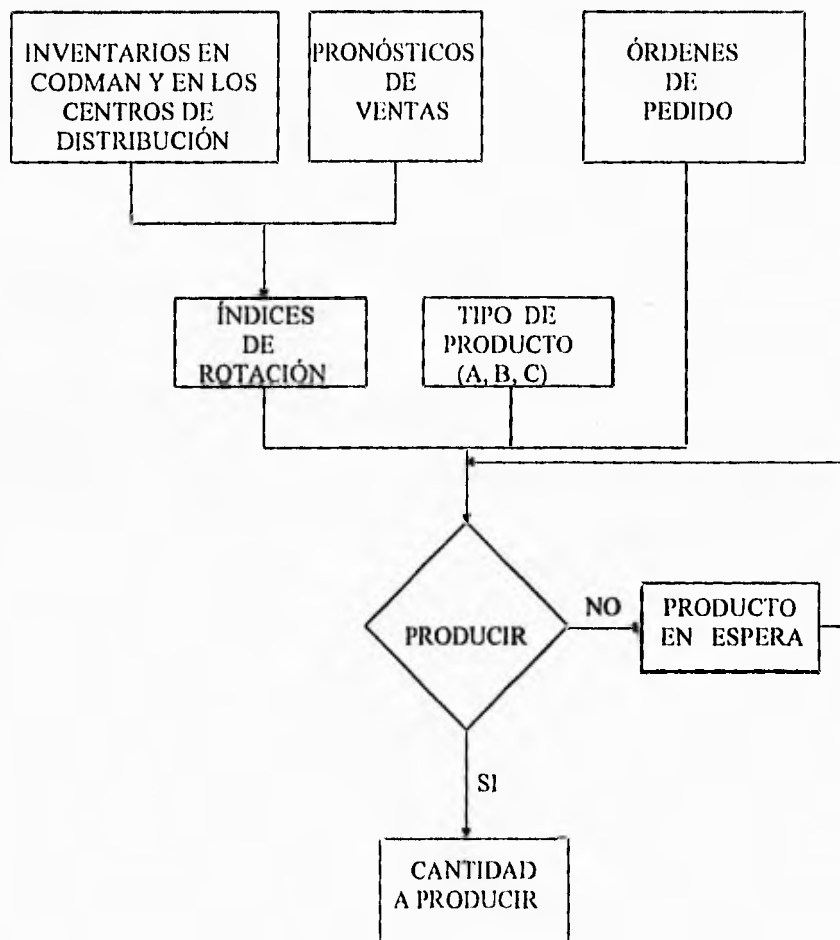 INVENTARIOS EN
CODMAN Y EN LOS
CENTROS DE
DISTRIBUCIÓN
PRONÓSTICOS
DE
VENTAS
ÓRDENES
DE
PEDIDO
ÍNDICES
DE
ROTACIÓN
TIPO DE
PRODUCTO
(A, B, C)
PRODUCIR
NO
PRODUCTO
EN ESPERA
SI
CANTIDAD
A PRODUCIR